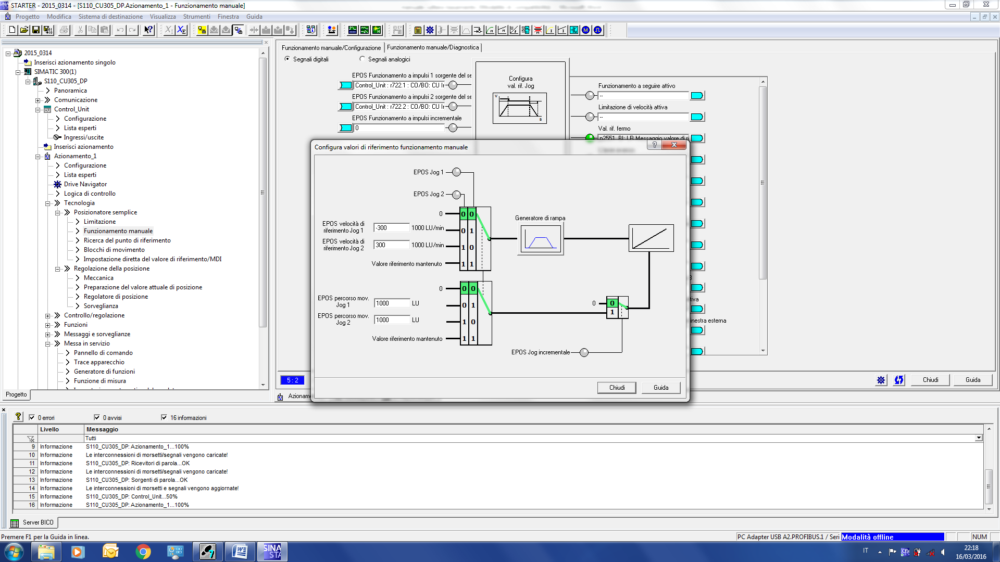 STARTER - 2015_0314 - [S110_CU305_DP.Azionamento_1 - Funzionamento manuale]
Progetto Modifica Sistema di destinazione Visualizza Strumenti Finestra Guida
2015_0314
Inserisci azionamento singolo
SIMATIC 300(1)
S110_CU305_DP
Panoramica
Comunicazione
Control_Unit
Configurazione
Lista esperti
Ingressi/uscite
Inserisci azionamento
Azionamento_1
Configurazione
Lista esperti
Drive Navigator
Logica di controllo
Tecnologia
Posizionatore semplice
Limitazione
Funzionamento manuale
Ricerca del punto di riferimento
Blocchi di movimento
Impostazione diretta del valore di riferimento/MDI
Regolazione della posizione
Meccanica
Preparazione del valore attuale di posizione
Regolatore di posizione
Sorveglianza
Controllo/regolazione
Funzioni
Messaggi e sorveglianze
Messa in servizio
Pannello di comando
Trace apparecchio
Generatore di funzioni
Funzione di misura
Progetto
Funzionamento manuale/Configurazione Funzionamento manuale/Diagnostica
Segnali digitali Segnali analogici
EPOS Funzionamento a impulsi 1 sorgente del se
Control_Unit : r722.1 : CO/BO: CU Ir
EPOS Funzionamento a impulsi 2 sorgente del se
Control_Unit : r722.2 : CO/BO: CU Ir
EPOS Funzionamento a impulsi incrementale
0
Configura
val. rif. Jog
V
s
Funzionamento a seguire attivo
--
Limitazione di velocità attiva
--
Val. rif. fermo
p2551, BI: LR Messaggio valore di ri
tiva
inestra esterna
Configura valori di riferimento funzionamento manuale
EPOS Jog 1
EPOS Jog 2
0
0 0
EPOS velocità di
riferimento Jog 1
-300
1000 LU/min
0 1
EPOS velocità di
riferimento Jog 2
300
1000 LU/min
1 0
Valore riferimento mantenuto
1 1
Generatore di rampa
0
0 0
EPOS percorso mov.
Jog 1
1000
LU
0 1
EPOS percorso mov.
Jog 2
1000
LU
1 0
Valore riferimento mantenuto
1 1
0
0
1
EPOS Jog incrementale
Chiudi Guida
5 : 2
Chiudi Guida
Azionam
0 errori 0 avvisi 16 informazioni
Livello Messaggio
Tutti
9 Informazione S110_CU305_DP: Azionamento_1...100%
10 Informazione Le interconnessioni di morsetti/segnali vengono caricate!
11 Informazione S110_CU305_DP: Ricevitori di parola...OK
12 Informazione Le interconnessioni di morsetti/segnali vengono caricate!
13 Informazione S110_CU305_DP: Sorgenti di parola...OK
14 Informazione Le interconnessioni di morsetti e segnali vengono aggiornate!
15 Informazione S110_CU305_DP: Control_Unit...50%
16 Informazione S110_CU305_DP: Azionamento_1...100%
Server BICO
Premere F1 per la Guida in linea.
PC Adapter USB A2.PROFIBUS.1 / Seri
Modalità offline
NUM
SINA
STA
IT
22:18
16/03/2016